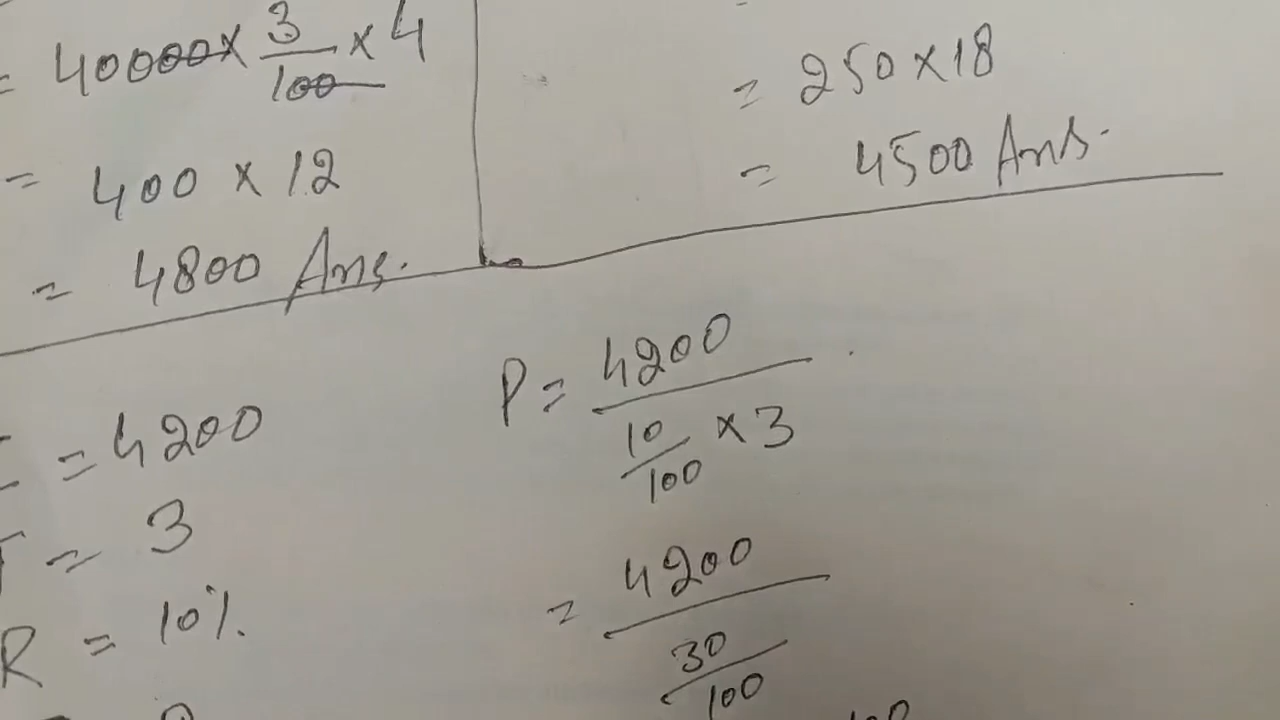 = 40000 × 3/100 × 4
= 400 × 12
= 4800 Ans.
= 250 × 18
= 4500 Ans.
= 4200
= 3
R = 10%
P = 4200 / (10/100 × 3)
= 4200 / (30/100)